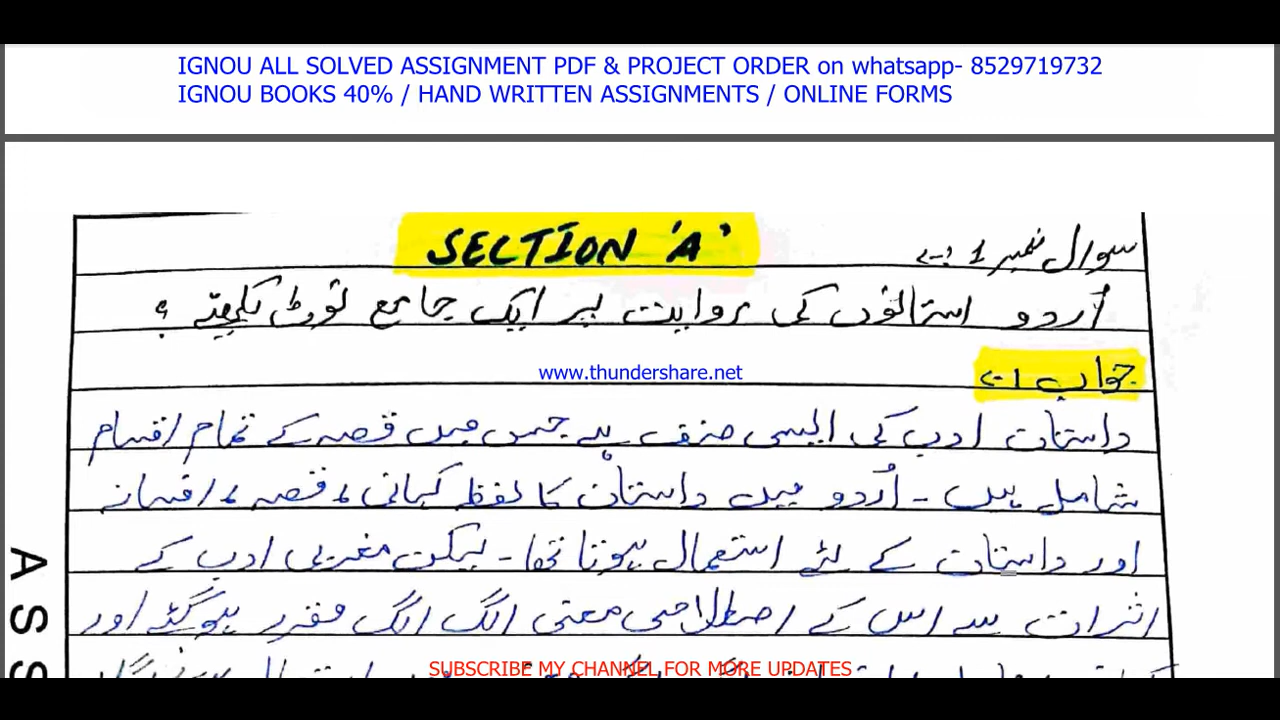 IGNOU ALL SOLVED ASSIGNMENT PDF & PROJECT ORDER on whatsapp- 8529719732
IGNOU BOOKS 40% / HAND WRITTEN ASSIGNMENTS / ONLINE FORMS
SECTION 'A'
سوال نمبر 1 :-
اُردو استانوں کی روایت پر ایک جامع نوٹ لکھئے ؟
www.thundershare.net
جواب 1 :-
داستان ادب کی ایسی صنف ہے جس میں قصہ کے تمام اقسام
شامل ہیں - اُردو میں داستان کا لفظ کہانی، قصہ، افسانے
اور داستان کے لئے استعمال ہوتا تھا - لیکن مغربی ادب کے
اثرات سے اس کے اصطلاحی معنی الگ الگ مقرر ہوگئے اور
SUBSCRIBE MY CHANNEL FOR MORE UPDATES
A S S